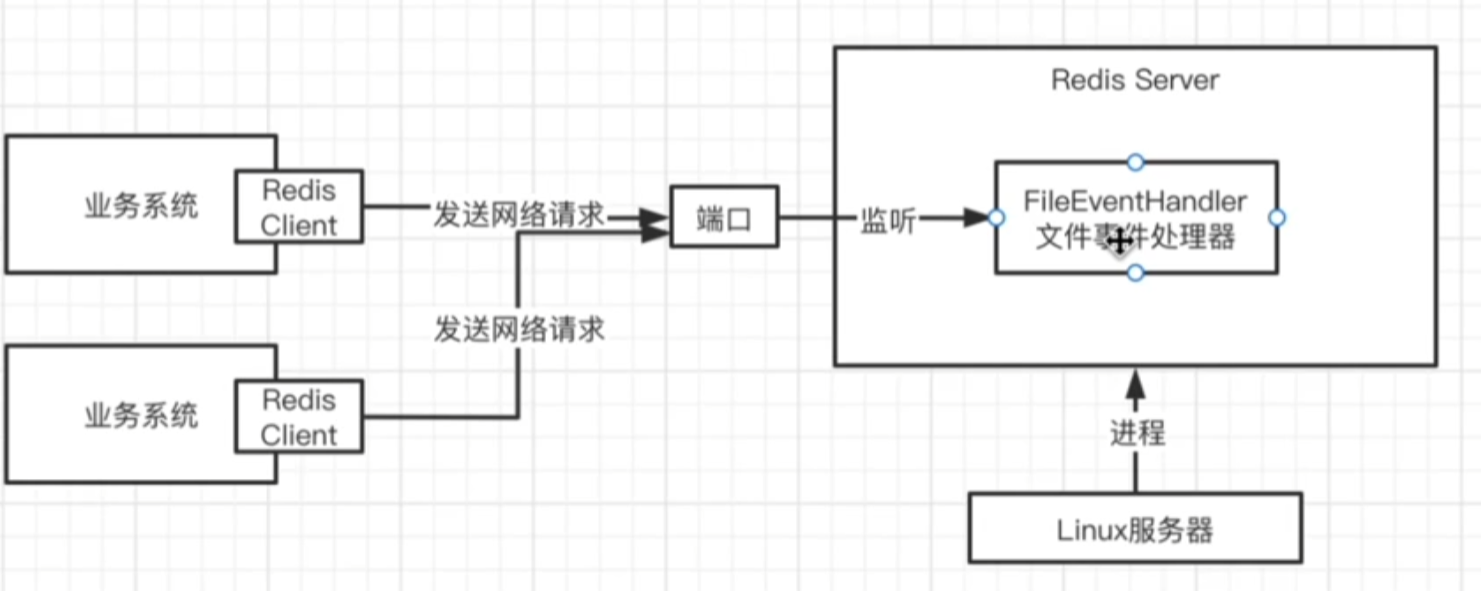 Redis Server
业务系统
Redis
Client
发送网络请求
端口
监听
FileEventHandler
文件事件处理器
发送网络请求
业务系统
Redis
Client
进程
Linux服务器